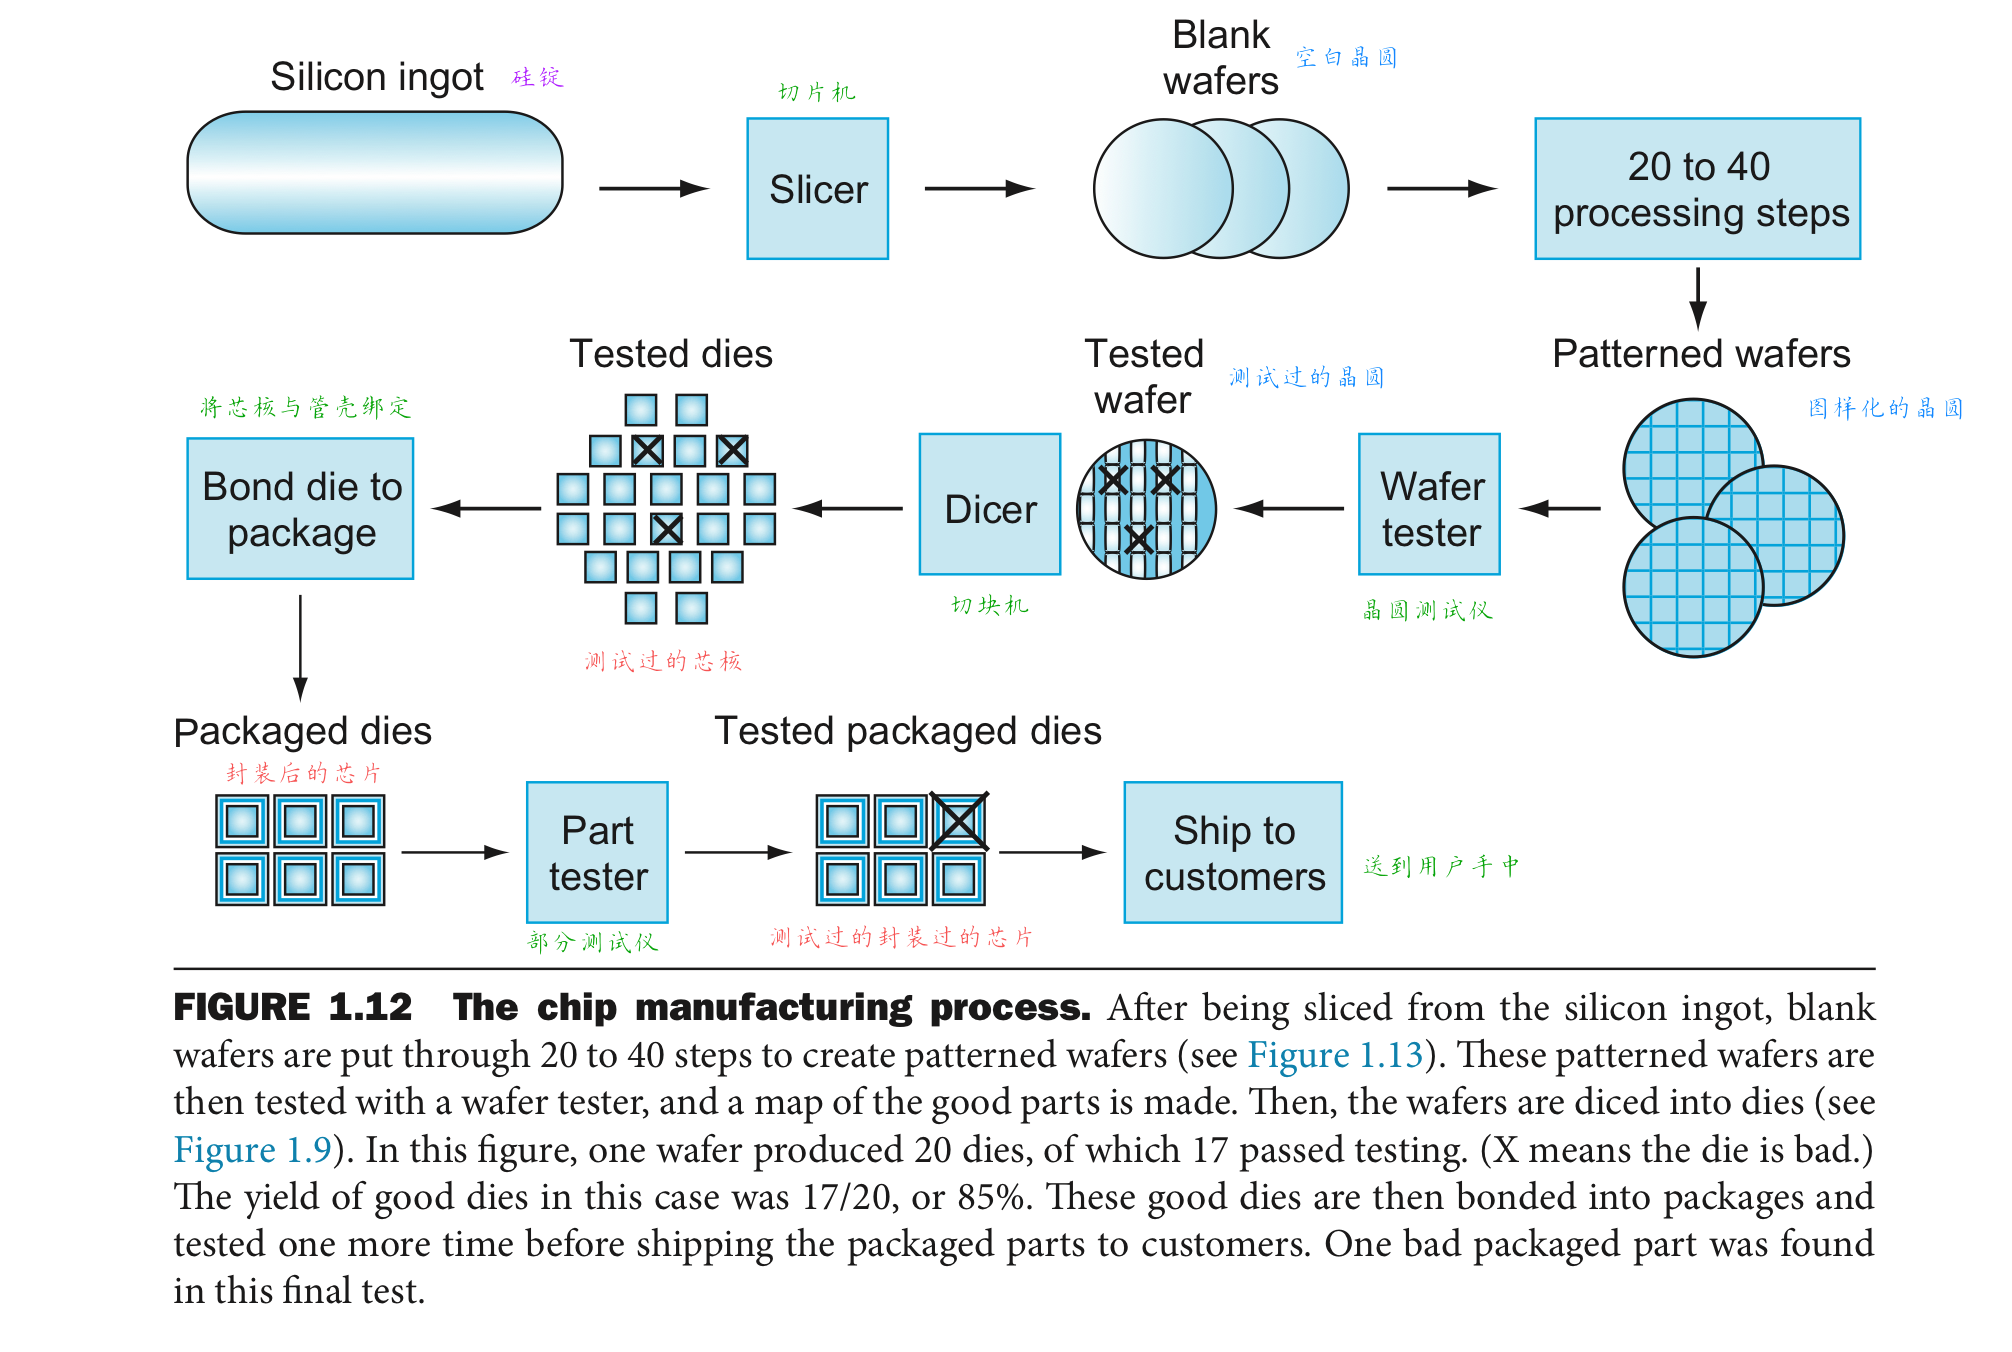 Silicon ingot 硅锭
切片机
Slicer
Blank
wafers
空白晶圆
20 to 40
processing steps
Tested dies
测试过的芯核
Tested
wafer
测试过的晶圆
Patterned wafers
图样化的晶圆
将芯核与管壳绑定
Bond die to
package
Dicer
切块机
Wafer
tester
晶圆测试仪
Packaged dies
封装后的芯片
Part
tester
部分测试仪
Tested packaged dies
测试过的封装过的芯片
Ship to
customers
送到用户手中
FIGURE 1.12 The chip manufacturing process. After being sliced from the silicon ingot, blank
wafers are put through 20 to 40 steps to create patterned wafers (see Figure 1.13). These patterned wafers are
then tested with a wafer tester, and a map of the good parts is made. Then, the wafers are diced into dies (see
Figure 1.9). In this figure, one wafer produced 20 dies, of which 17 passed testing. (X means the die is bad.)
The yield of good dies in this case was 17/20, or 85%. These good dies are then bonded into packages and
tested one more time before shipping the packaged parts to customers. One bad packaged part was found
in this final test.